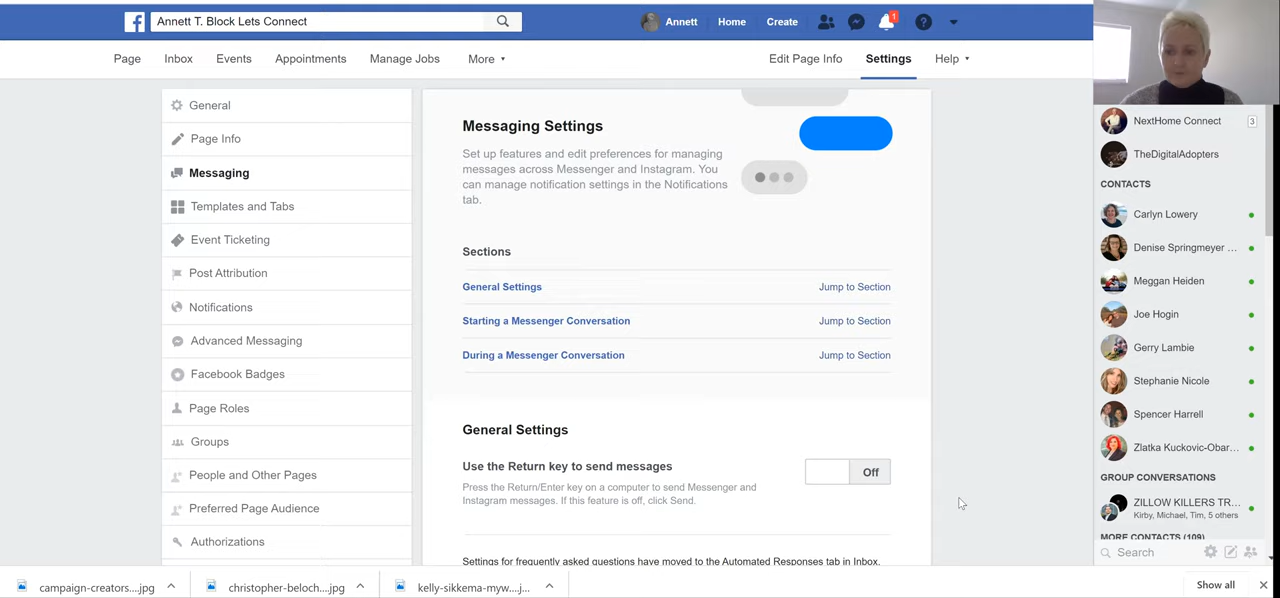 Annett T. Block Lets Connect
Annett Home Create 1
Page Inbox Events Appointments Manage Jobs More Edit Page Info Settings Help
General
Page Info
Messaging
Templates and Tabs
Event Ticketing
Post Attribution
Notifications
Advanced Messaging
Facebook Badges
Page Roles
Groups
People and Other Pages
Preferred Page Audience
Authorizations
Messaging Settings
Set up features and edit preferences for managing
messages across Messenger and Instagram. You
can manage notification settings in the Notifications
tab.
Sections
General Settings Jump to Section
Starting a Messenger Conversation Jump to Section
During a Messenger Conversation Jump to Section
General Settings
Use the Return key to send messages
Off
Press the Return/Enter key on a computer to send Messenger and
Instagram messages. If this feature is off, click Send.
Settings for frequently asked questions have moved to the Automated Responses tab in Inbox.
NextHome Connect 3
TheDigitalAdopters
CONTACTS
Carlyn Lowery
Denise Springmeyer ...
Meggan Heiden
Joe Hogin
Gerry Lambie
Stephanie Nicole
Spencer Harrell
Zlatka Kuckovic-Obar...
GROUP CONVERSATIONS
ZILLOW KILLERS TR...
Kirby, Michael, Tim, 5 others
MORE CONTACTS (109)
Search
campaign-creators....jpg christopher-beloch....jpg kelly-sikkema-myw....j... Show all